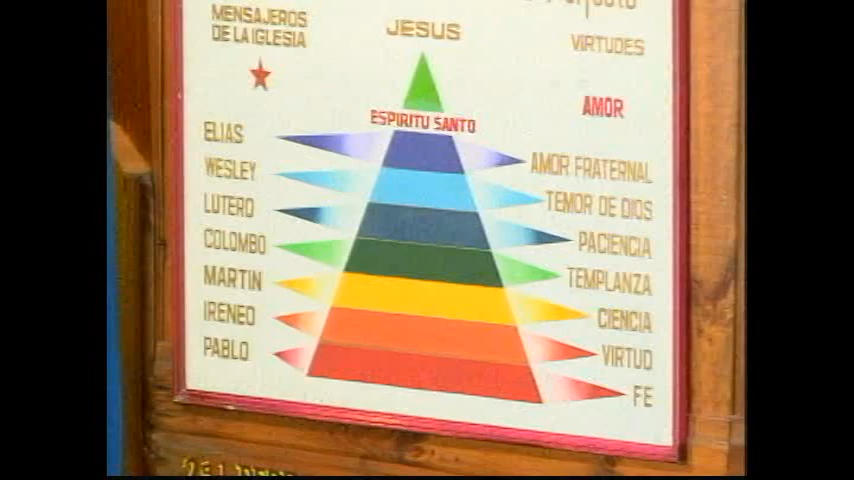 MENSAJEROS
DE LA IGLESIA
JESUS
VIRTUDES
AMOR
ESPIRITU SANTO
ELIAS
AMOR FRATERNAL
WESLEY
TEMOR DE DIOS
LUTERO
PACIENCIA
COLOMBO
TEMPLANZA
MARTIN
CIENCIA
IRENEO
VIRTUD
PABLO
FE